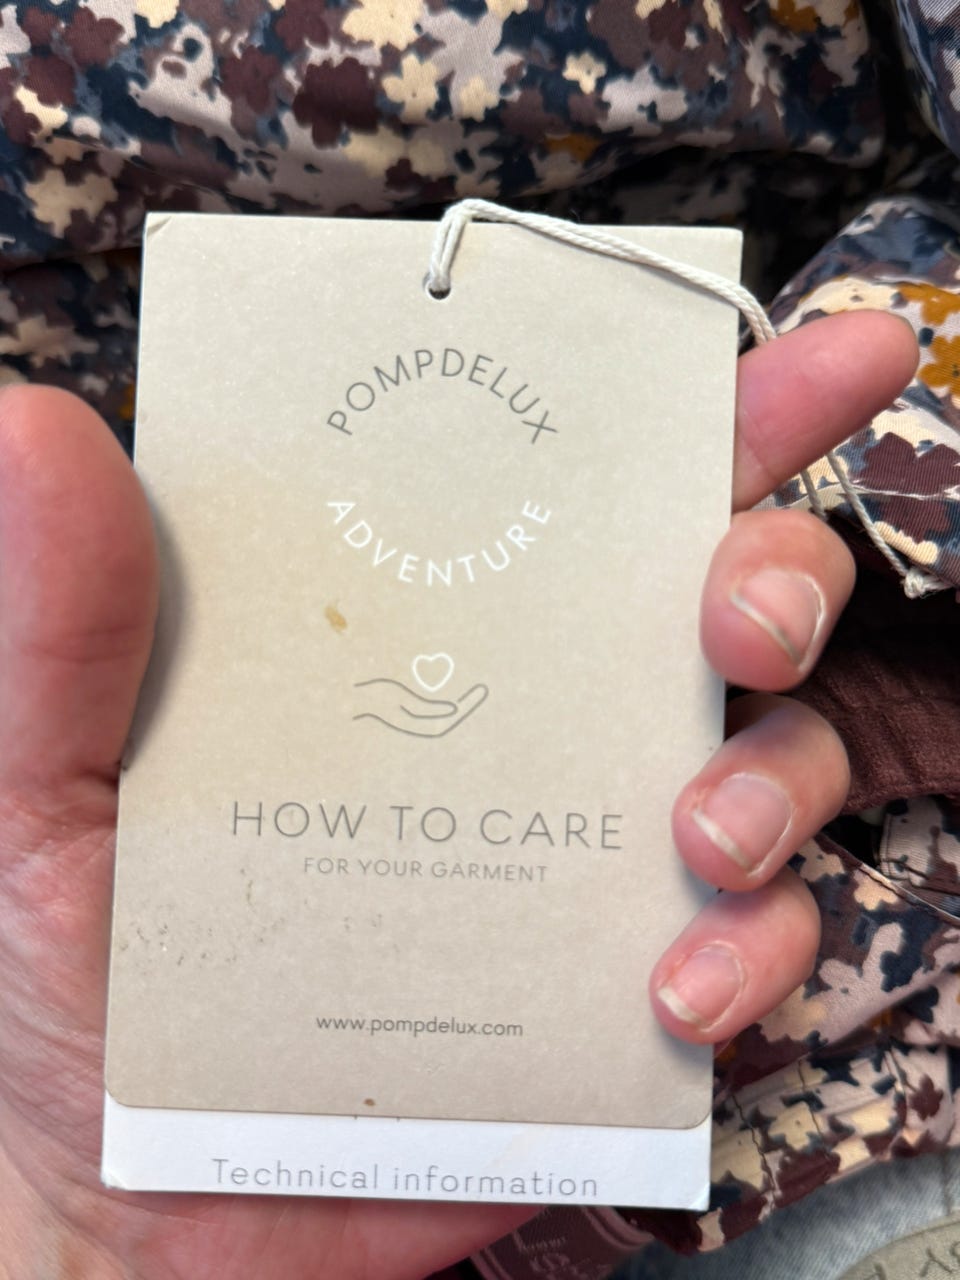 POMPDELUX
ADVENTURE
HOW TO CARE
FOR YOUR GARMENT
www.pompdelux.com
Technical information